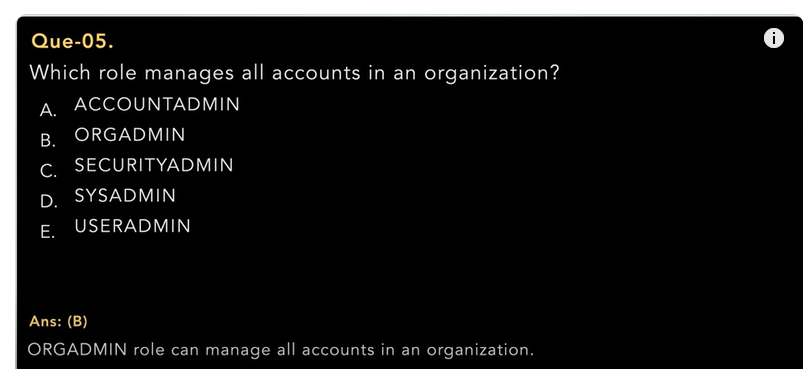 Que-05.
Which role manages all accounts in an organization?
A. ACCOUNTADMIN
B. ORGADMIN
C. SECURITYADMIN
D. SYSADMIN
E. USERADMIN
Ans: (B)
ORGADMIN role can manage all accounts in an organization.